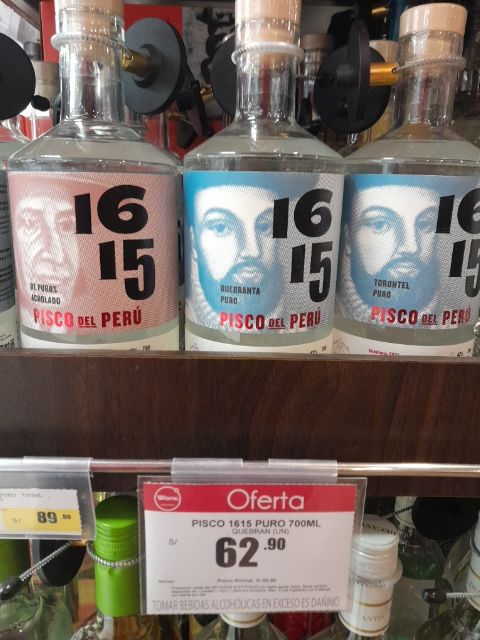 16
15
DE PUROS
ACHOLADO
PISCO DEL PERÚ
16
15
QUEBRANTA
PURO
PISCO DEL PERÚ
16
15
TORONTEL
PURO
PISCO DEL PERÚ
PURO 700ML
S/ 89.90
Wong
Oferta
PISCO 1615 PURO 700ML
, QUEBRAN (UN)
S/ 62.90
TOMAR BEBIDAS ALCOHÓLICAS EN EXCESO ES DAÑINO